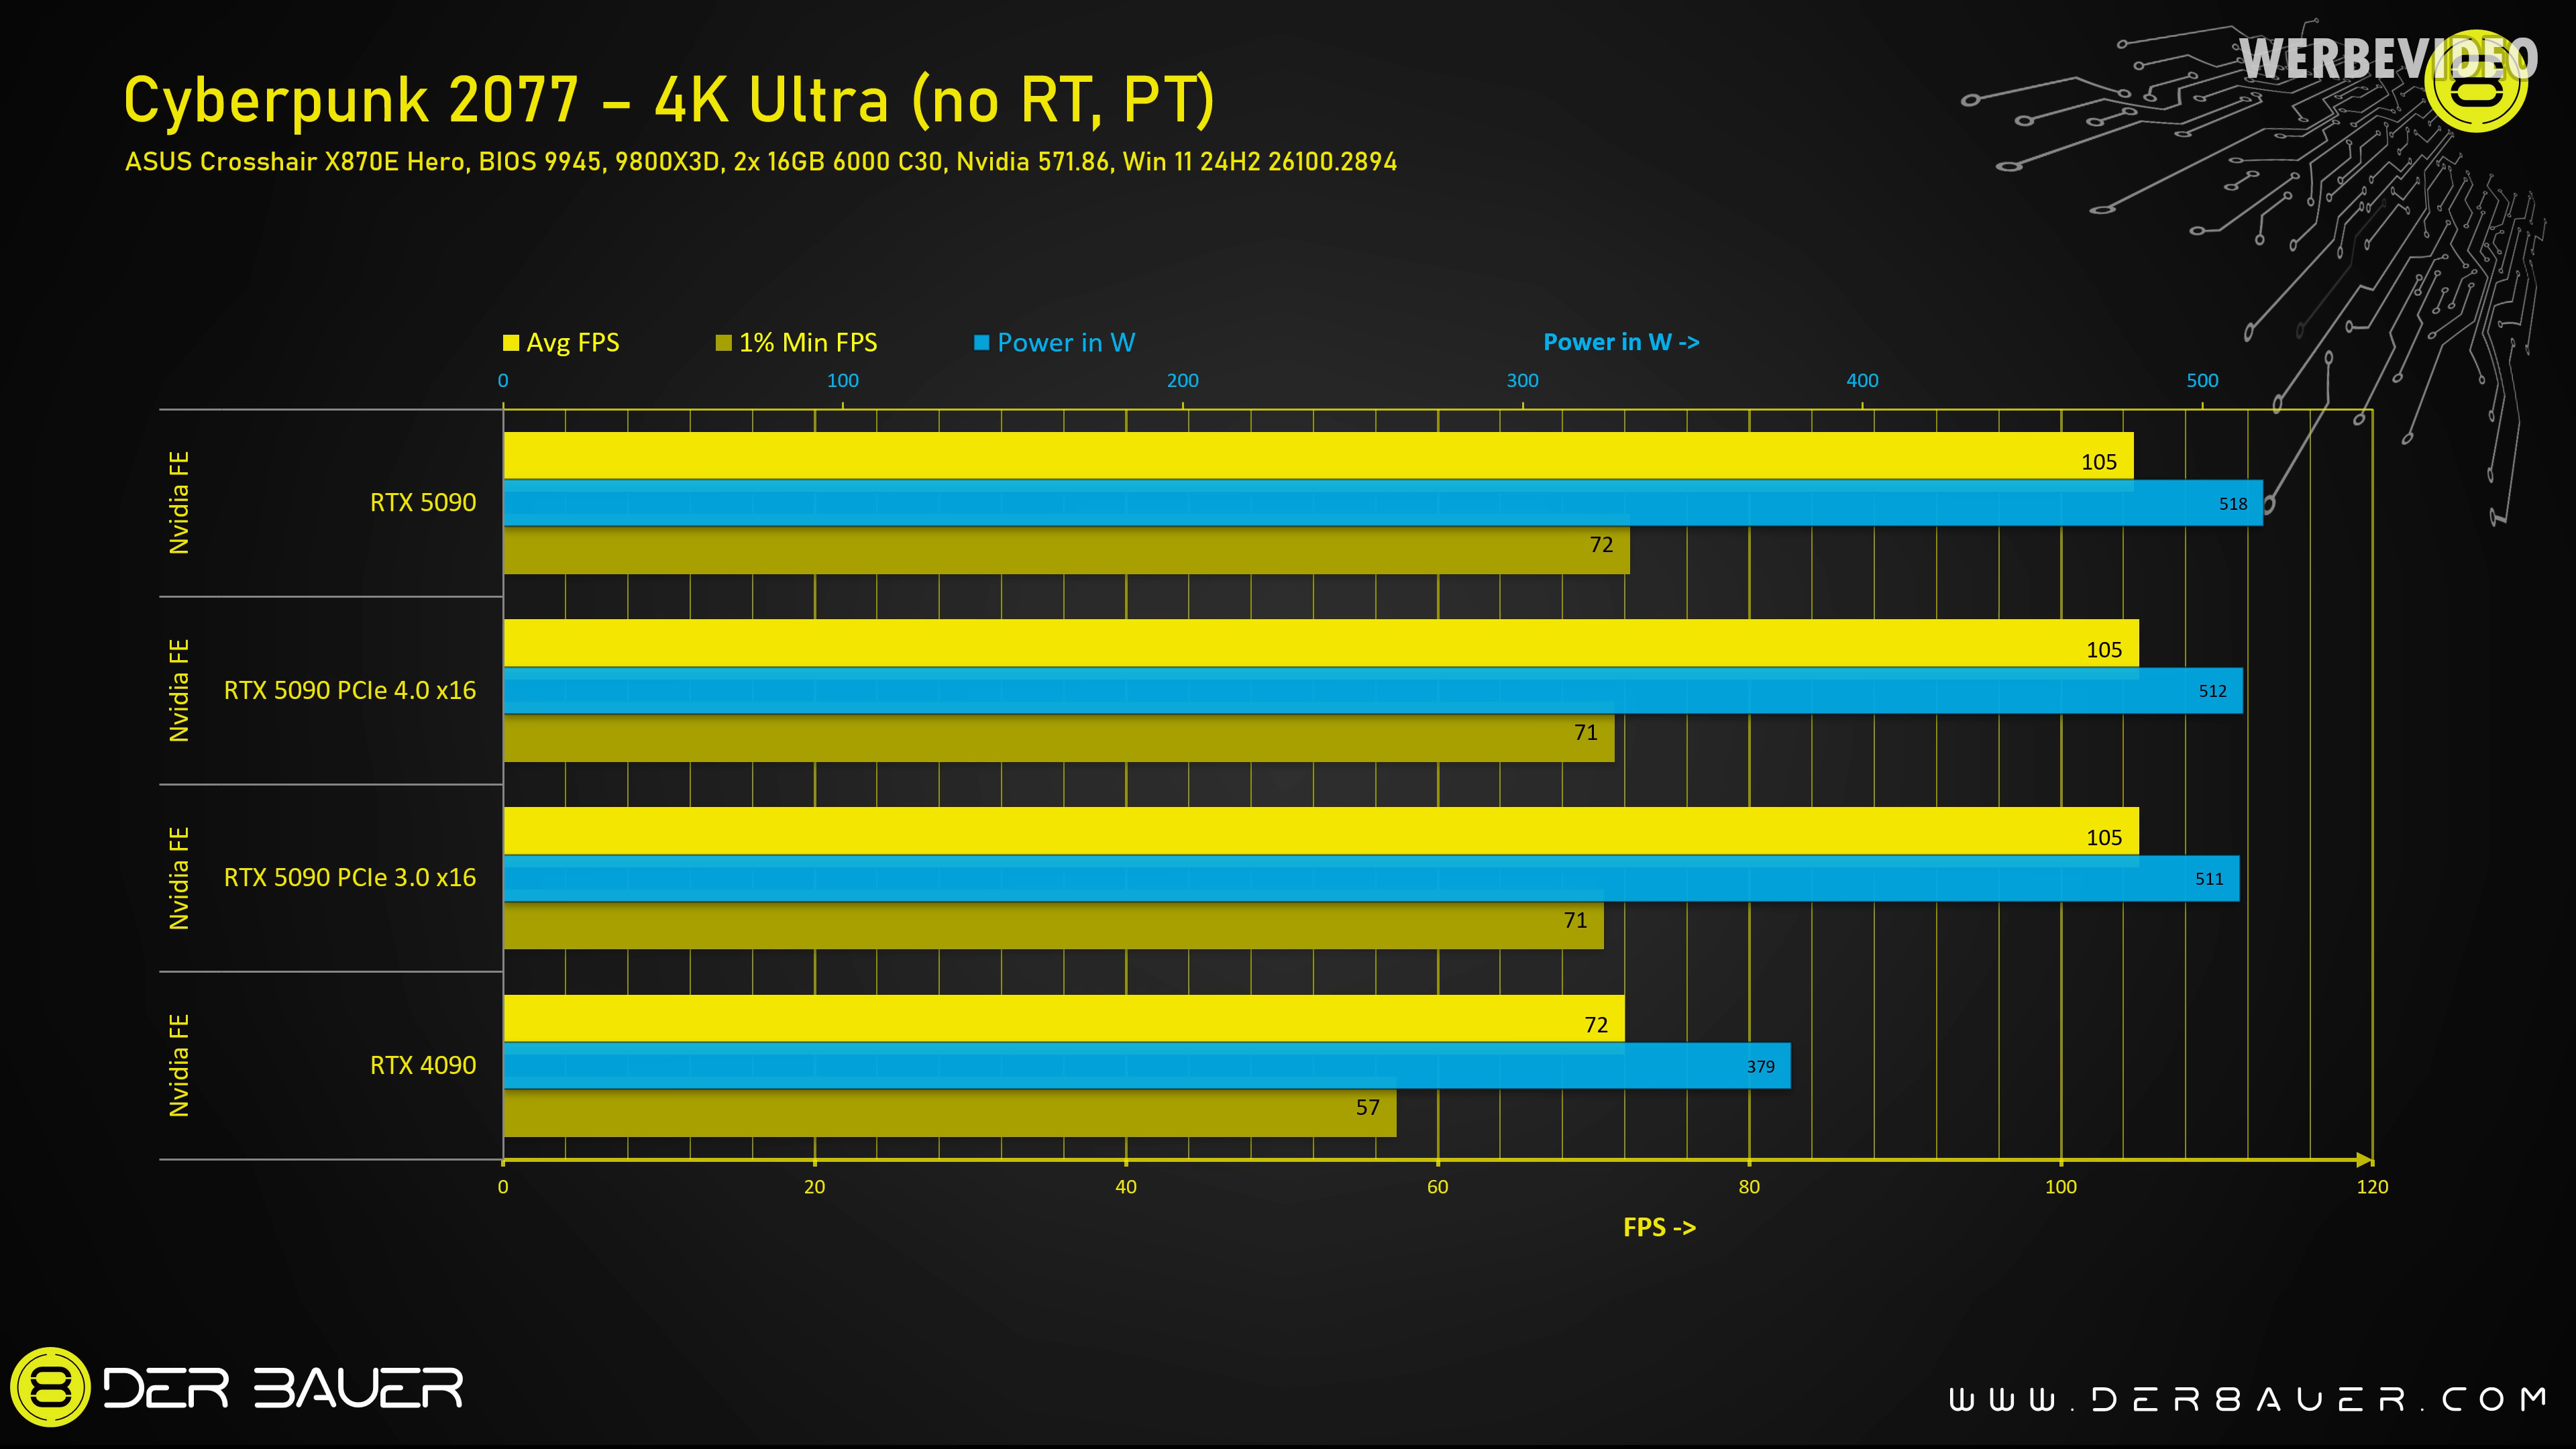 WERBEVIDEO
Cyberpunk 2077 – 4K Ultra (no RT, PT)
ASUS Crosshair X870E Hero, BIOS 9945, 9800X3D, 2x 16GB 6000 C30, Nvidia 571.86, Win 11 24H2 26100.2894
Avg FPS 1% Min FPS Power in W Power in W ->
0 100 200 300 400 500
Nvidia FE
RTX 5090
105
518
72
Nvidia FE
RTX 5090 PCIe 4.0 x16
105
512
71
Nvidia FE
RTX 5090 PCIe 3.0 x16
105
511
71
Nvidia FE
RTX 4090
72
379
57
0 20 40 60 80 100 120
FPS ->
DER 8AUER
WWW.DER8AUER.COM